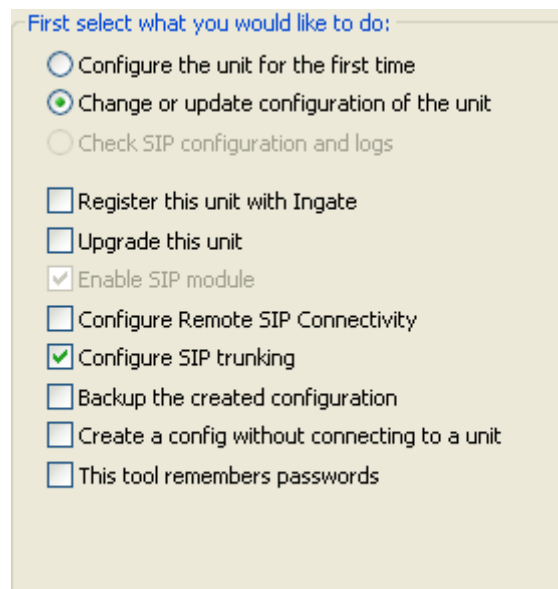 First select what you would like to do:
Configure the unit for the first time
Change or update configuration of the unit
Check SIP configuration and logs
Register this unit with Ingate
Upgrade this unit
Enable SIP module
Configure Remote SIP Connectivity
Configure SIP trunking
Backup the created configuration
Create a config without connecting to a unit
This tool remembers passwords